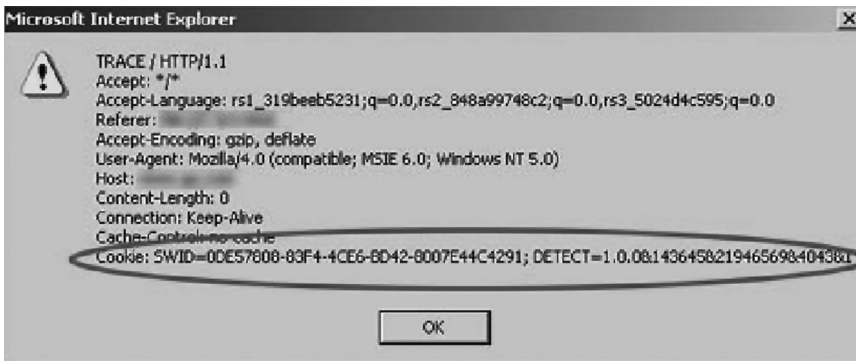 Microsoft Internet Explorer
TRACE / HTTP/1.1
Accept: */*
Accept-Language: rs1_319beeb5231;q=0.0,rs2_848a99748c2;q=0.0,rs3_5024d4c595;q=0.0
Referer:
Accept-Encoding: gzip, deflate
User-Agent: Mozilla/4.0 (compatible; MSIE 6.0; Windows NT 5.0)
Host:
Content-Length: 0
Connection: Keep-Alive
Cache-Control: no-cache
Cookie: SWID=0DE57808-83F4-4CE6-8D42-8007E44C4291; DETECT=1.0.0&143645&21946569&4043&1
OK